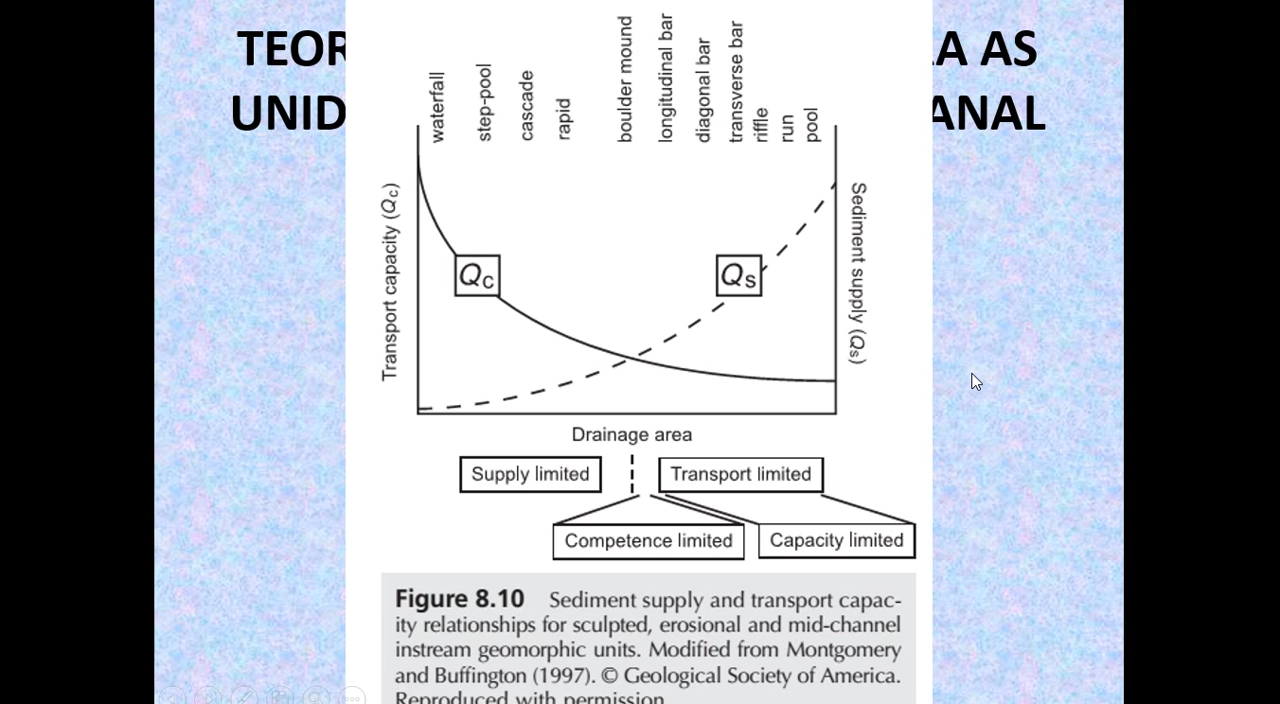 TEOR A AS
UNID ANAL
waterfall
step-pool
cascade
rapid
boulder mound
longitudinal bar
diagonal bar
transverse bar
riffle
run
pool
Transport capacity (Qc)
Qc
Qs
Sediment supply (Qs)
Drainage area
Supply limited
Transport limited
Competence limited
Capacity limited
Figure 8.10 Sediment supply and transport capac-
ity relationships for sculpted, erosional and mid-channel
instream geomorphic units. Modified from Montgomery
and Buffington (1997). © Geological Society of America.
Reproduced with permission